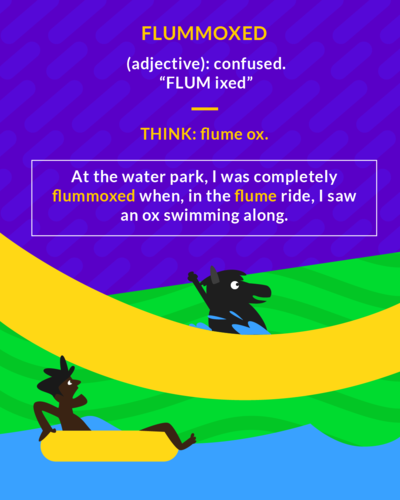 FLUMMOXED
(adjective): confused.
“FLUM ixed”
THINK: flume ox.
At the water park, I was completely
flummoxed when, in the flume ride, I saw
an ox swimming along.